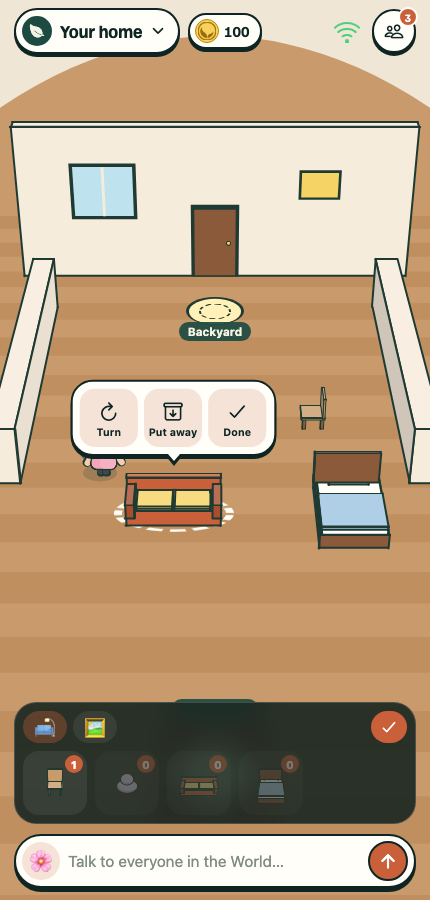 Your home
100
3
Backyard
Turn
Put away
Done
1
0
0
0
Talk to everyone in the World...